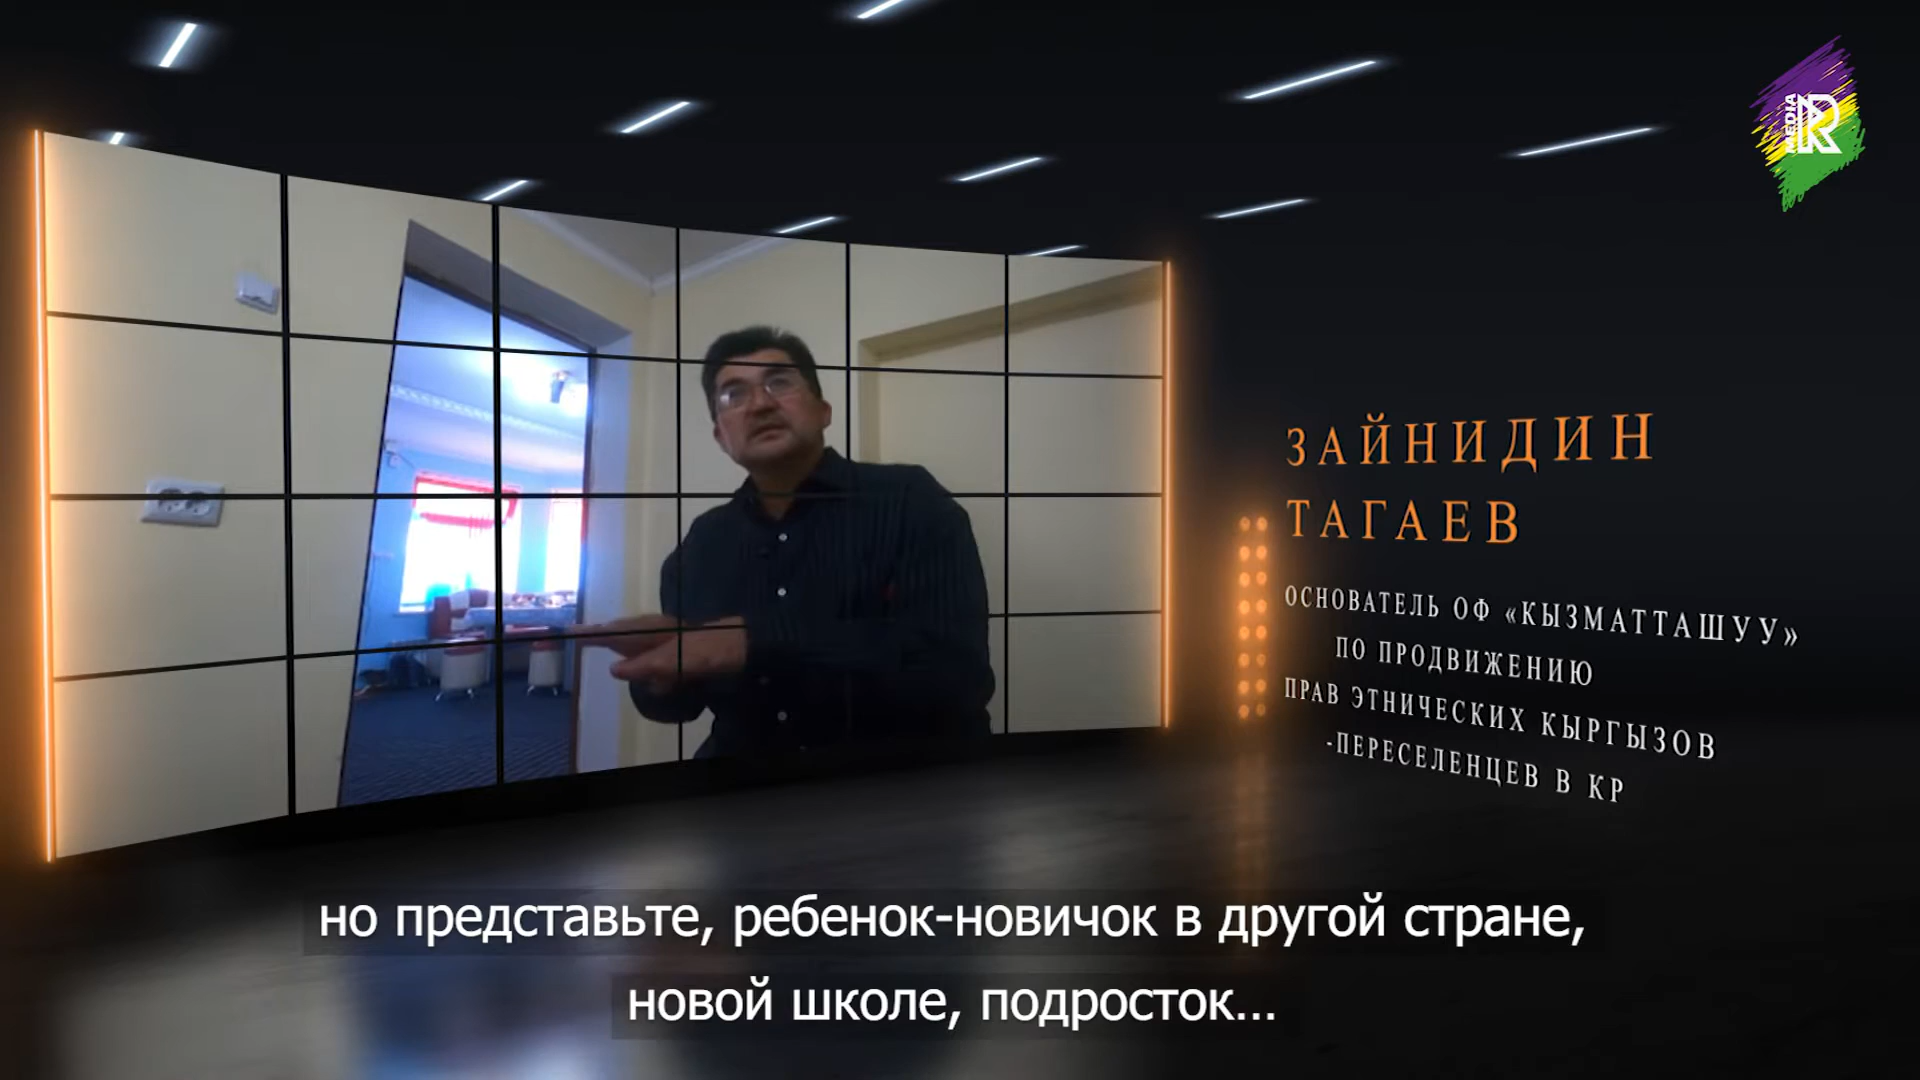 MEDIA
R
ЗАЙНИДИН
ТАГАЕВ
ОСНОВАТЕЛЬ ОФ «КЫЗМАТТАШУУ»
ПО ПРОДВИЖЕНИЮ
ПРАВ ЭТНИЧЕСКИХ КЫРГЫЗОВ
-ПЕРЕСЕЛЕНЦЕВ В КР
но представьте, ребенок-новичок в другой стране,
новой школе, подросток...